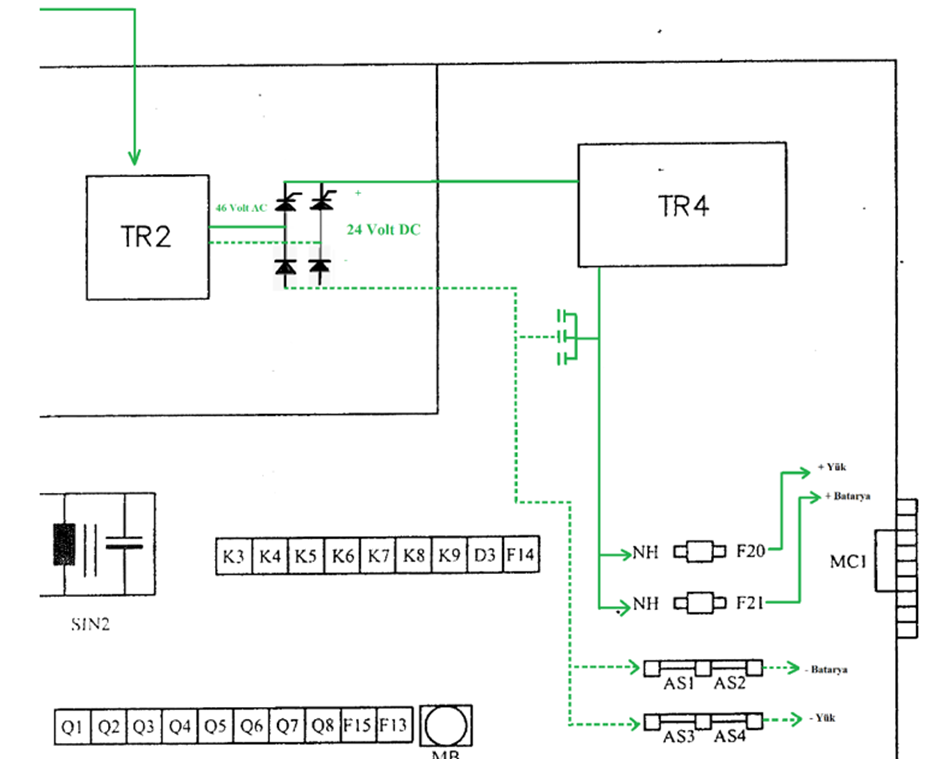 TR2
46 Volt AC
+
24 Volt DC
TR4
+ Yük
+ Batarya
K3 K4 K5 K6 K7 K8 K9 D3 F14
NH F20
MC1
NH F21
SIN2
- Batarya
AS1 AS2
- Yük
AS3 AS4
Q1 Q2 Q3 Q4 Q5 Q6 Q7 Q8 F15 F13
MB